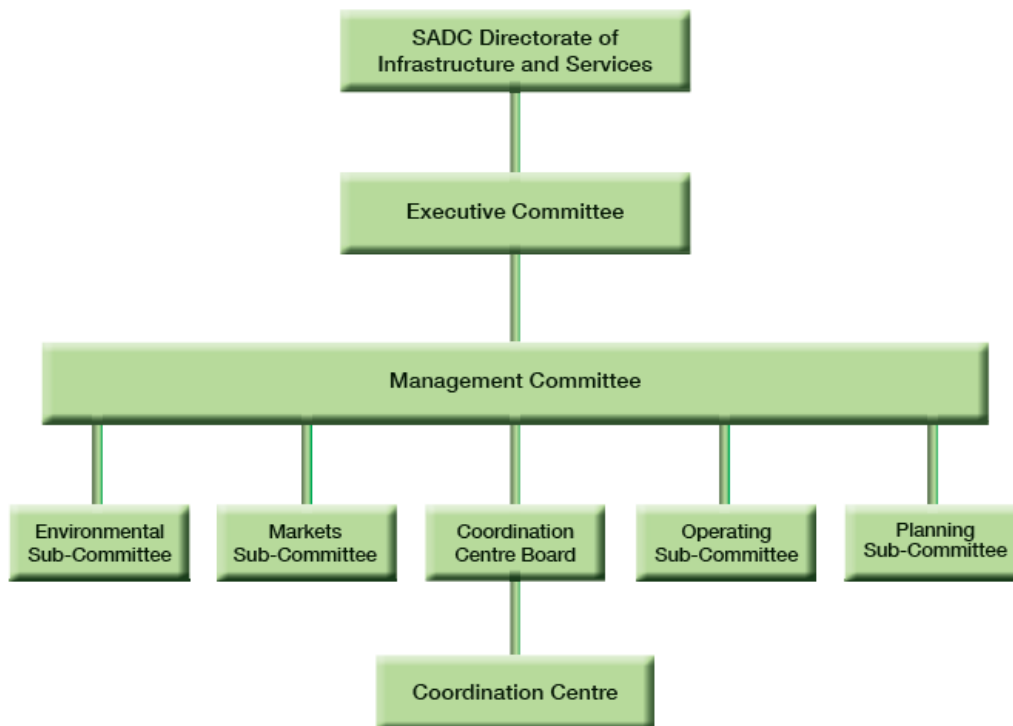 SADC Directorate of
Infrastructure and Services
Executive Committee
Management Committee
Environmental
Sub-Committee
Markets
Sub-Committee
Coordination
Centre Board
Operating
Sub-Committee
Planning
Sub-Committee
Coordination Centre